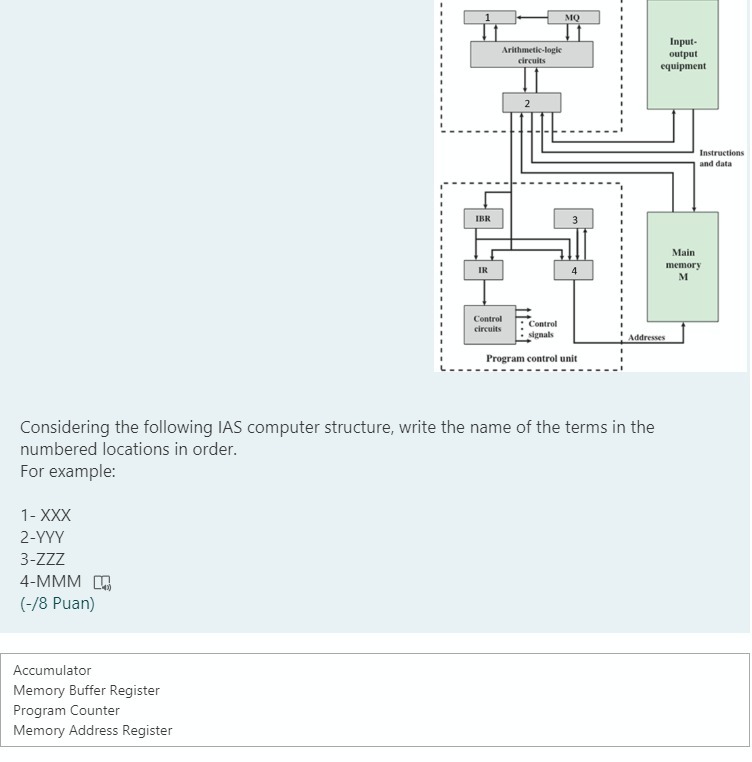 1
MQ
Arithmetic-logic
circuits
2
Input-
output
equipment
Instructions
and data
IBR
3
IR
4
Main
memory
M
Control
circuits
Control
signals
Addresses
Program control unit
Considering the following IAS computer structure, write the name of the terms in the
numbered locations in order.
For example:
1- XXX
2-YYY
3-ZZZ
4-MMM
(-/8 Puan)
Accumulator
Memory Buffer Register
Program Counter
Memory Address Register